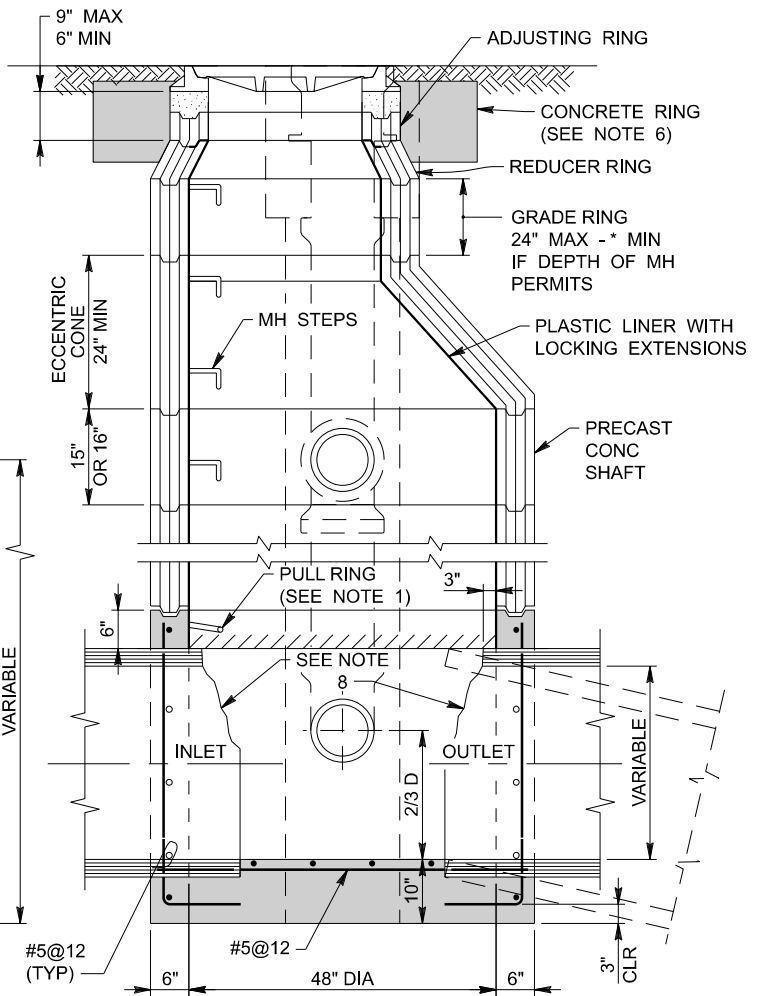 9" MAX
6" MIN
ADJUSTING RING
CONCRETE RING
(SEE NOTE 6)
REDUCER RING
GRADE RING
24" MAX - * MIN
IF DEPTH OF MH
PERMITS
ECCENTRIC
CONE
24" MIN
MH STEPS
PLASTIC LINER WITH
LOCKING EXTENSIONS
15"
OR 16"
PRECAST
CONC
SHAFT
PULL RING
(SEE NOTE 1)
3"
6"
VARIABLE
SEE NOTE
8
INLET
OUTLET
VARIABLE
2/3 D
10"
#5@12
(TYP)
#5@12
3"
CLR
6"
48" DIA
6"